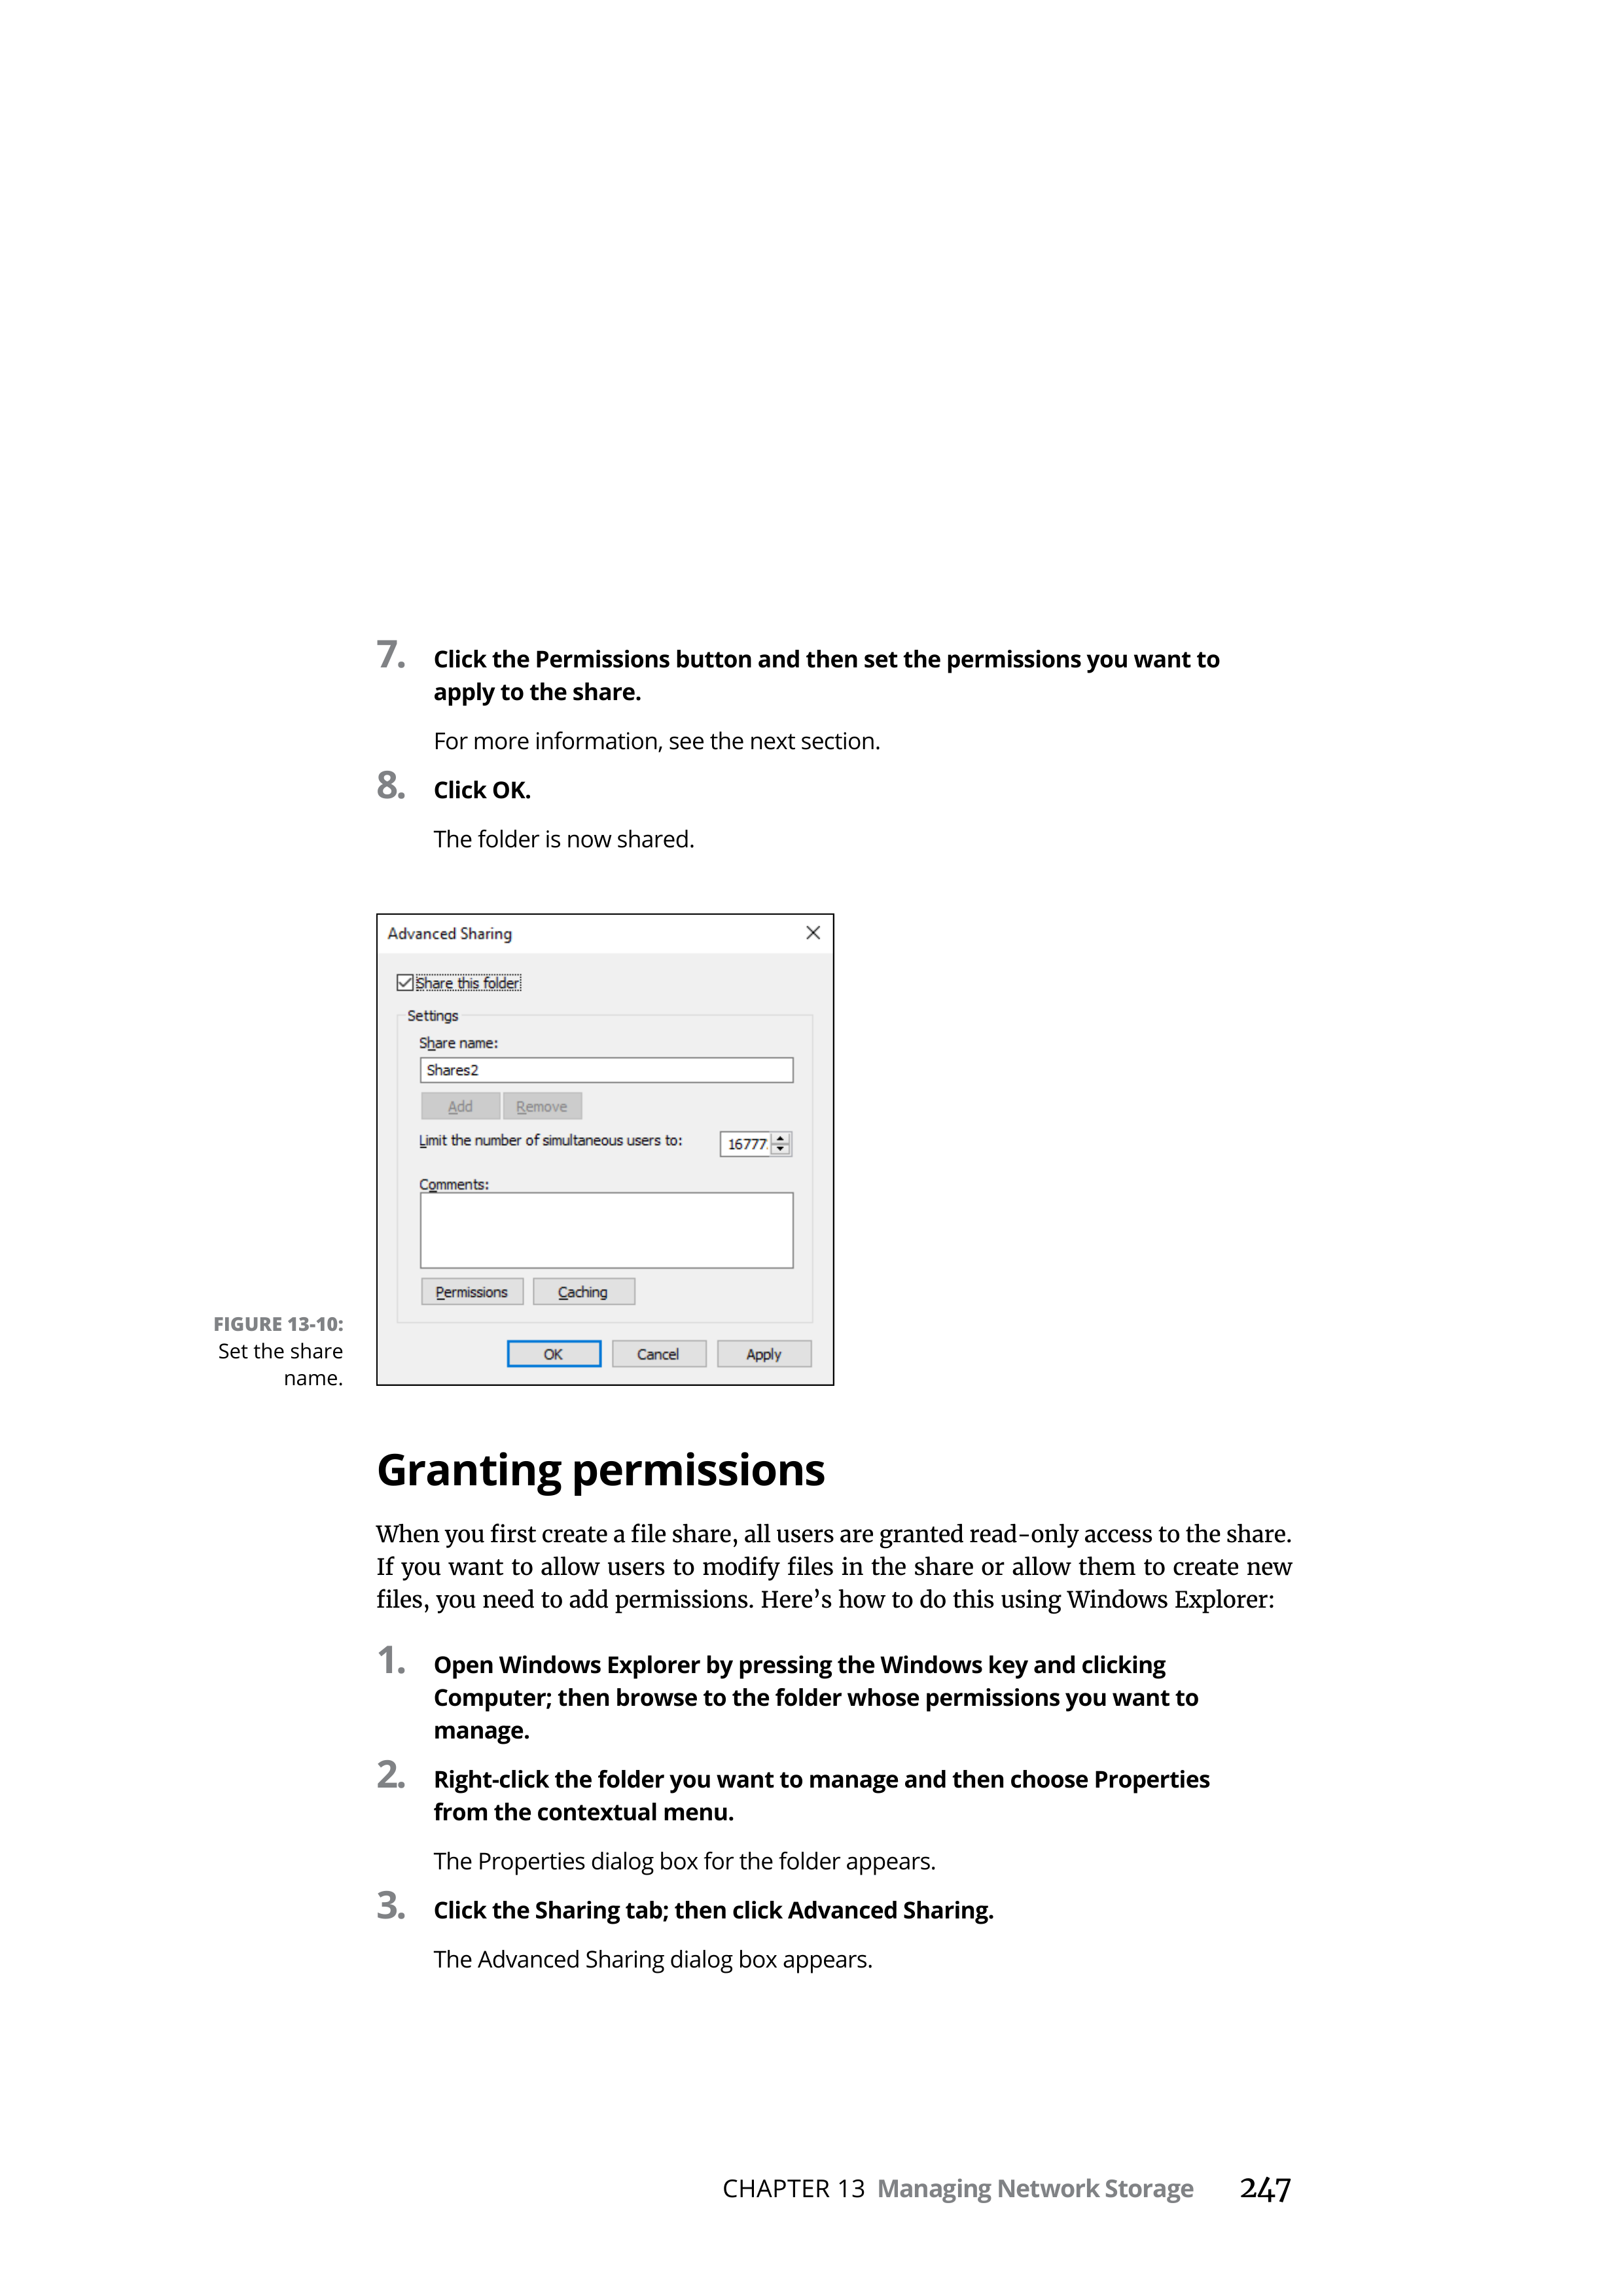 7. Click the Permissions button and then set the permissions you want to
apply to the share.
For more information, see the next section.
8. Click OK.
The folder is now shared.
Advanced Sharing
Share this folder
Settings
Share name:
Shares2
Add Remove
Limit the number of simultaneous users to: 16777
Comments:
Permissions Caching
OK Cancel Apply
FIGURE 13-10:
Set the share
name.
Granting permissions
When you first create a file share, all users are granted read-only access to the share.
If you want to allow users to modify files in the share or allow them to create new
files, you need to add permissions. Here’s how to do this using Windows Explorer:
1. Open Windows Explorer by pressing the Windows key and clicking
Computer; then browse to the folder whose permissions you want to
manage.
2. Right-click the folder you want to manage and then choose Properties
from the contextual menu.
The Properties dialog box for the folder appears.
3. Click the Sharing tab; then click Advanced Sharing.
The Advanced Sharing dialog box appears.
CHAPTER 13 Managing Network Storage 247